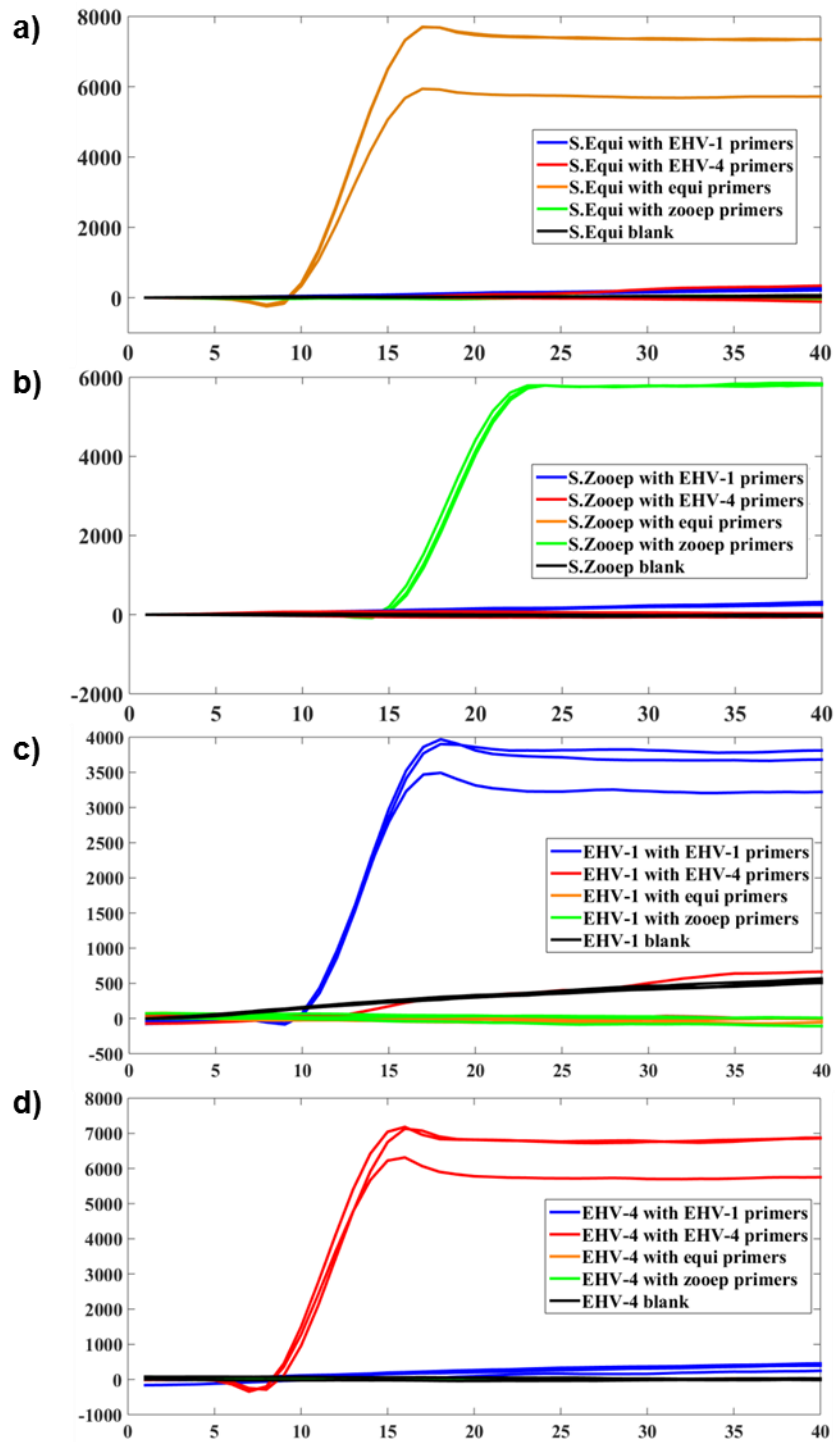 a)
8000
6000
4000
2000
0
S.Equi with EHV-1 primers
S.Equi with EHV-4 primers
S.Equi with equi primers
S.Equi with zooep primers
S.Equi blank
0 5 10 15 20 25 30 35 40
b)
6000
4000
2000
0
-2000
S.Zooep with EHV-1 primers
S.Zooep with EHV-4 primers
S.Zooep with equi primers
S.Zooep with zooep primers
S.Zooep blank
0 5 10 15 20 25 30 35 40
c)
4000
3500
3000
2500
2000
1500
1000
500
0
-500
EHV-1 with EHV-1 primers
EHV-1 with EHV-4 primers
EHV-1 with equi primers
EHV-1 with zooep primers
EHV-1 blank
0 5 10 15 20 25 30 35 40
d)
8000
7000
6000
5000
4000
3000
2000
1000
0
-1000
EHV-4 with EHV-1 primers
EHV-4 with EHV-4 primers
EHV-4 with equi primers
EHV-4 with zooep primers
EHV-4 blank
0 5 10 15 20 25 30 35 40